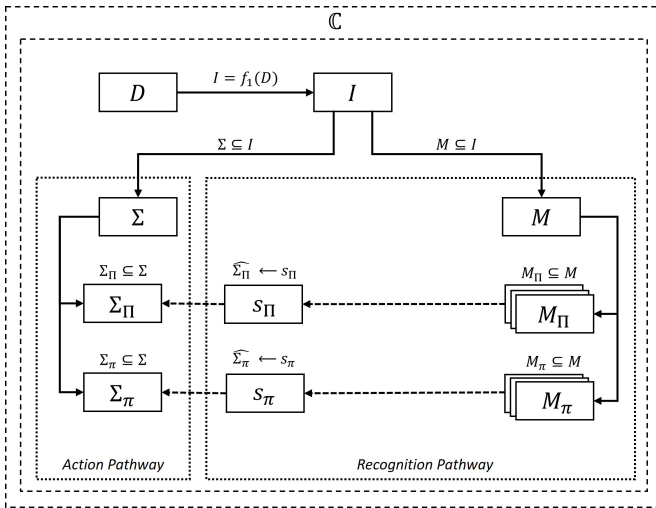 ℂ
D
I = f₁(D)
I
Σ ⊆ I
M ⊆ I
Σ
M
Σ_Π ⊆ Σ
Σ̂_Π ← s_Π
M_Π ⊆ M
Σ_Π
s_Π
M_Π
Σ_π ⊆ Σ
Σ̂_π ← s_π
M_π ⊆ M
Σ_π
s_π
M_π
Action Pathway
Recognition Pathway